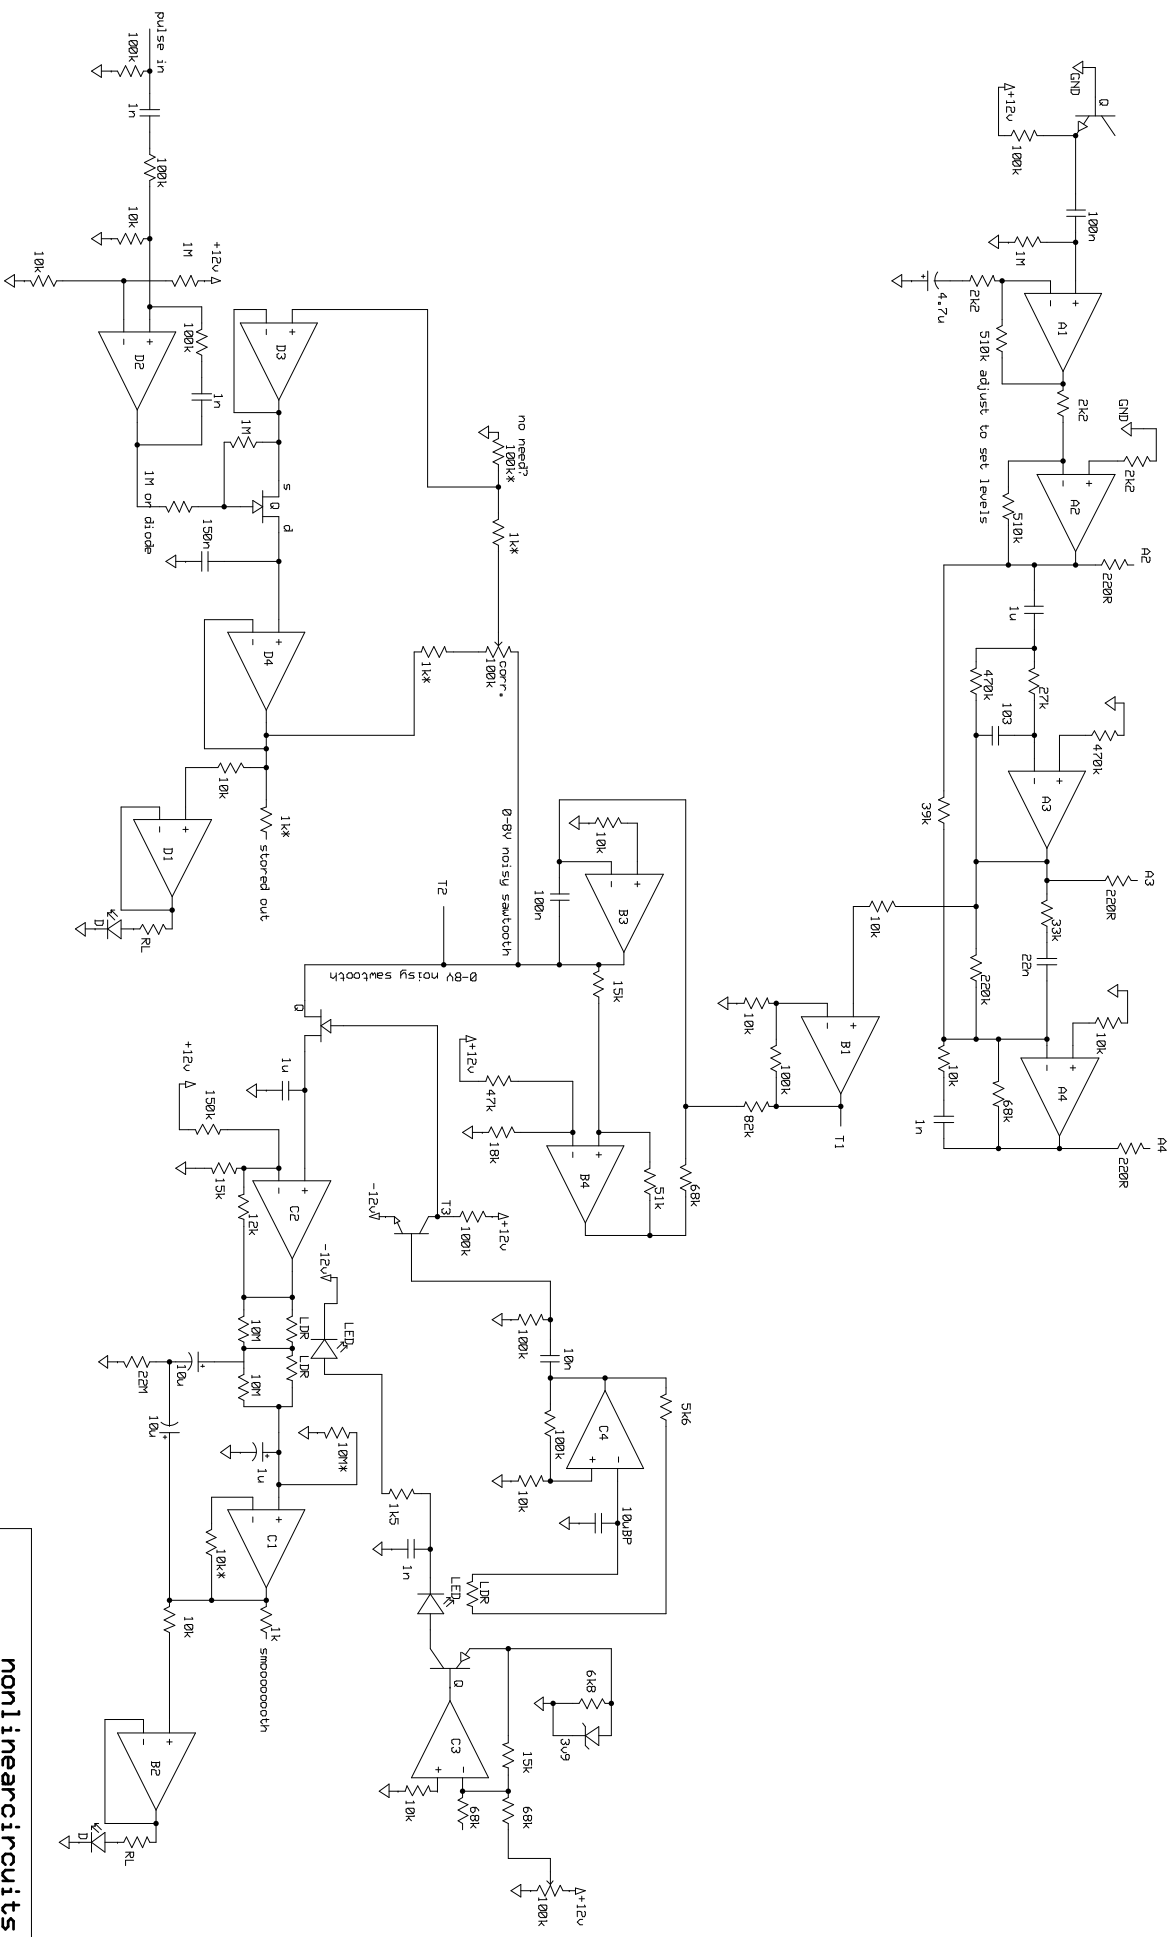 GND
Q
+12v
100k
100n
1M
A1
2k2
4.7u
510k adjust to set levels
2k2
GND
2k2
A2
510k
A2
220R
1u
470k
27k
103
470k
A3
39k
A3
220R
33k
22n
220k
10k
10k
A4
10k
68k
1n
A4
220R
pulse in
100k
1n
100k
10k
10k
1M
+12v
100k
1n
D2
D3
1M
1M or diode
s
Q
d
150n
no need?
100k*
1k*
corr.
100k
1k*
D4
10k
1k*
stored out
D1
D
RL
0-8V noisy sawtooth
T2
0-8V noisy sawtooth
10k
B3
100n
15k
10k
B1
100k
82k
T1
+12v
47k
18k
B4
51k
68k
Q
1u
+12v
150k
15k
12k
C2
-12v
T3
100k
+12v
-12v
LED
LDR
LDR
10M
10M
10u
22M
10u
10M*
1u
C1
10k*
10k
1k
smooooooth
B2
D
RL
100k
10n
100k
C4
10k
5k6
10uBP
LDR
LED
1n
1k5
Q
C3
6k8
3v9
15k
68k
68k
10k
+12v
100k
nonlinearcircuits